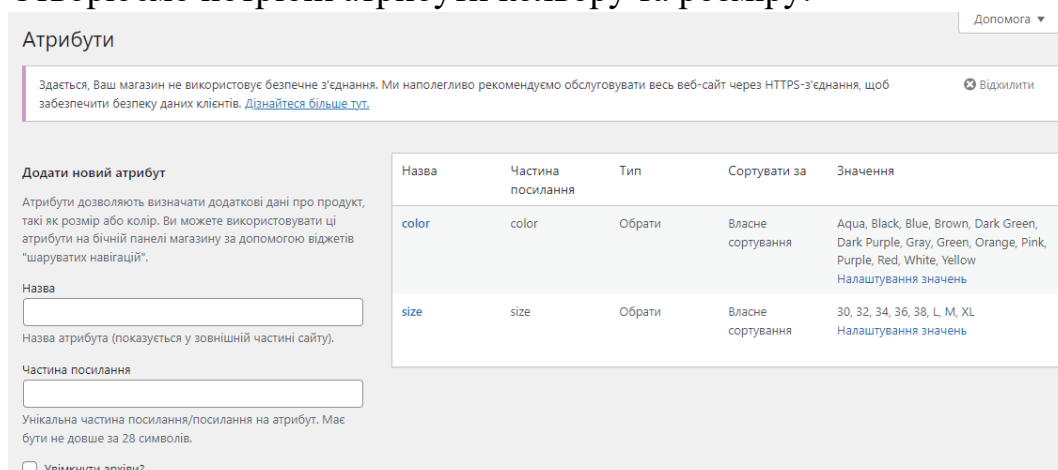 Допомога ▼
Атрибути
Здається, Ваш магазин не використовує безпечне з'єднання. Ми наполегливо рекомендуємо обслуговувати весь веб-сайт через HTTPS-з'єднання, щоб
забезпечити безпеку даних клієнтів. Дізнайтеся більше тут.
Відхилити
Додати новий атрибут
Атрибути дозволяють визначати додаткові дані про продукт,
такі як розмір або колір. Ви можете використовувати ці
атрибути на бічній панелі магазину за допомогою віджетів
"шаруватих навігацій".
Назва
Назва атрибута (показується у зовнішній частині сайту).
Частина посилання
Унікальна частина посилання/посилання на атрибут. Має
бути не довше за 28 символів.
Увімкнути архіви?
Назва Частина посилання Тип Сортувати за Значення
color color Обрати Власне сортування Aqua, Black, Blue, Brown, Dark Green,
Dark Purple, Gray, Green, Orange, Pink,
Purple, Red, White, Yellow
Налаштування значень
size size Обрати Власне сортування 30, 32, 34, 36, 38, L, M, XL
Налаштування значень